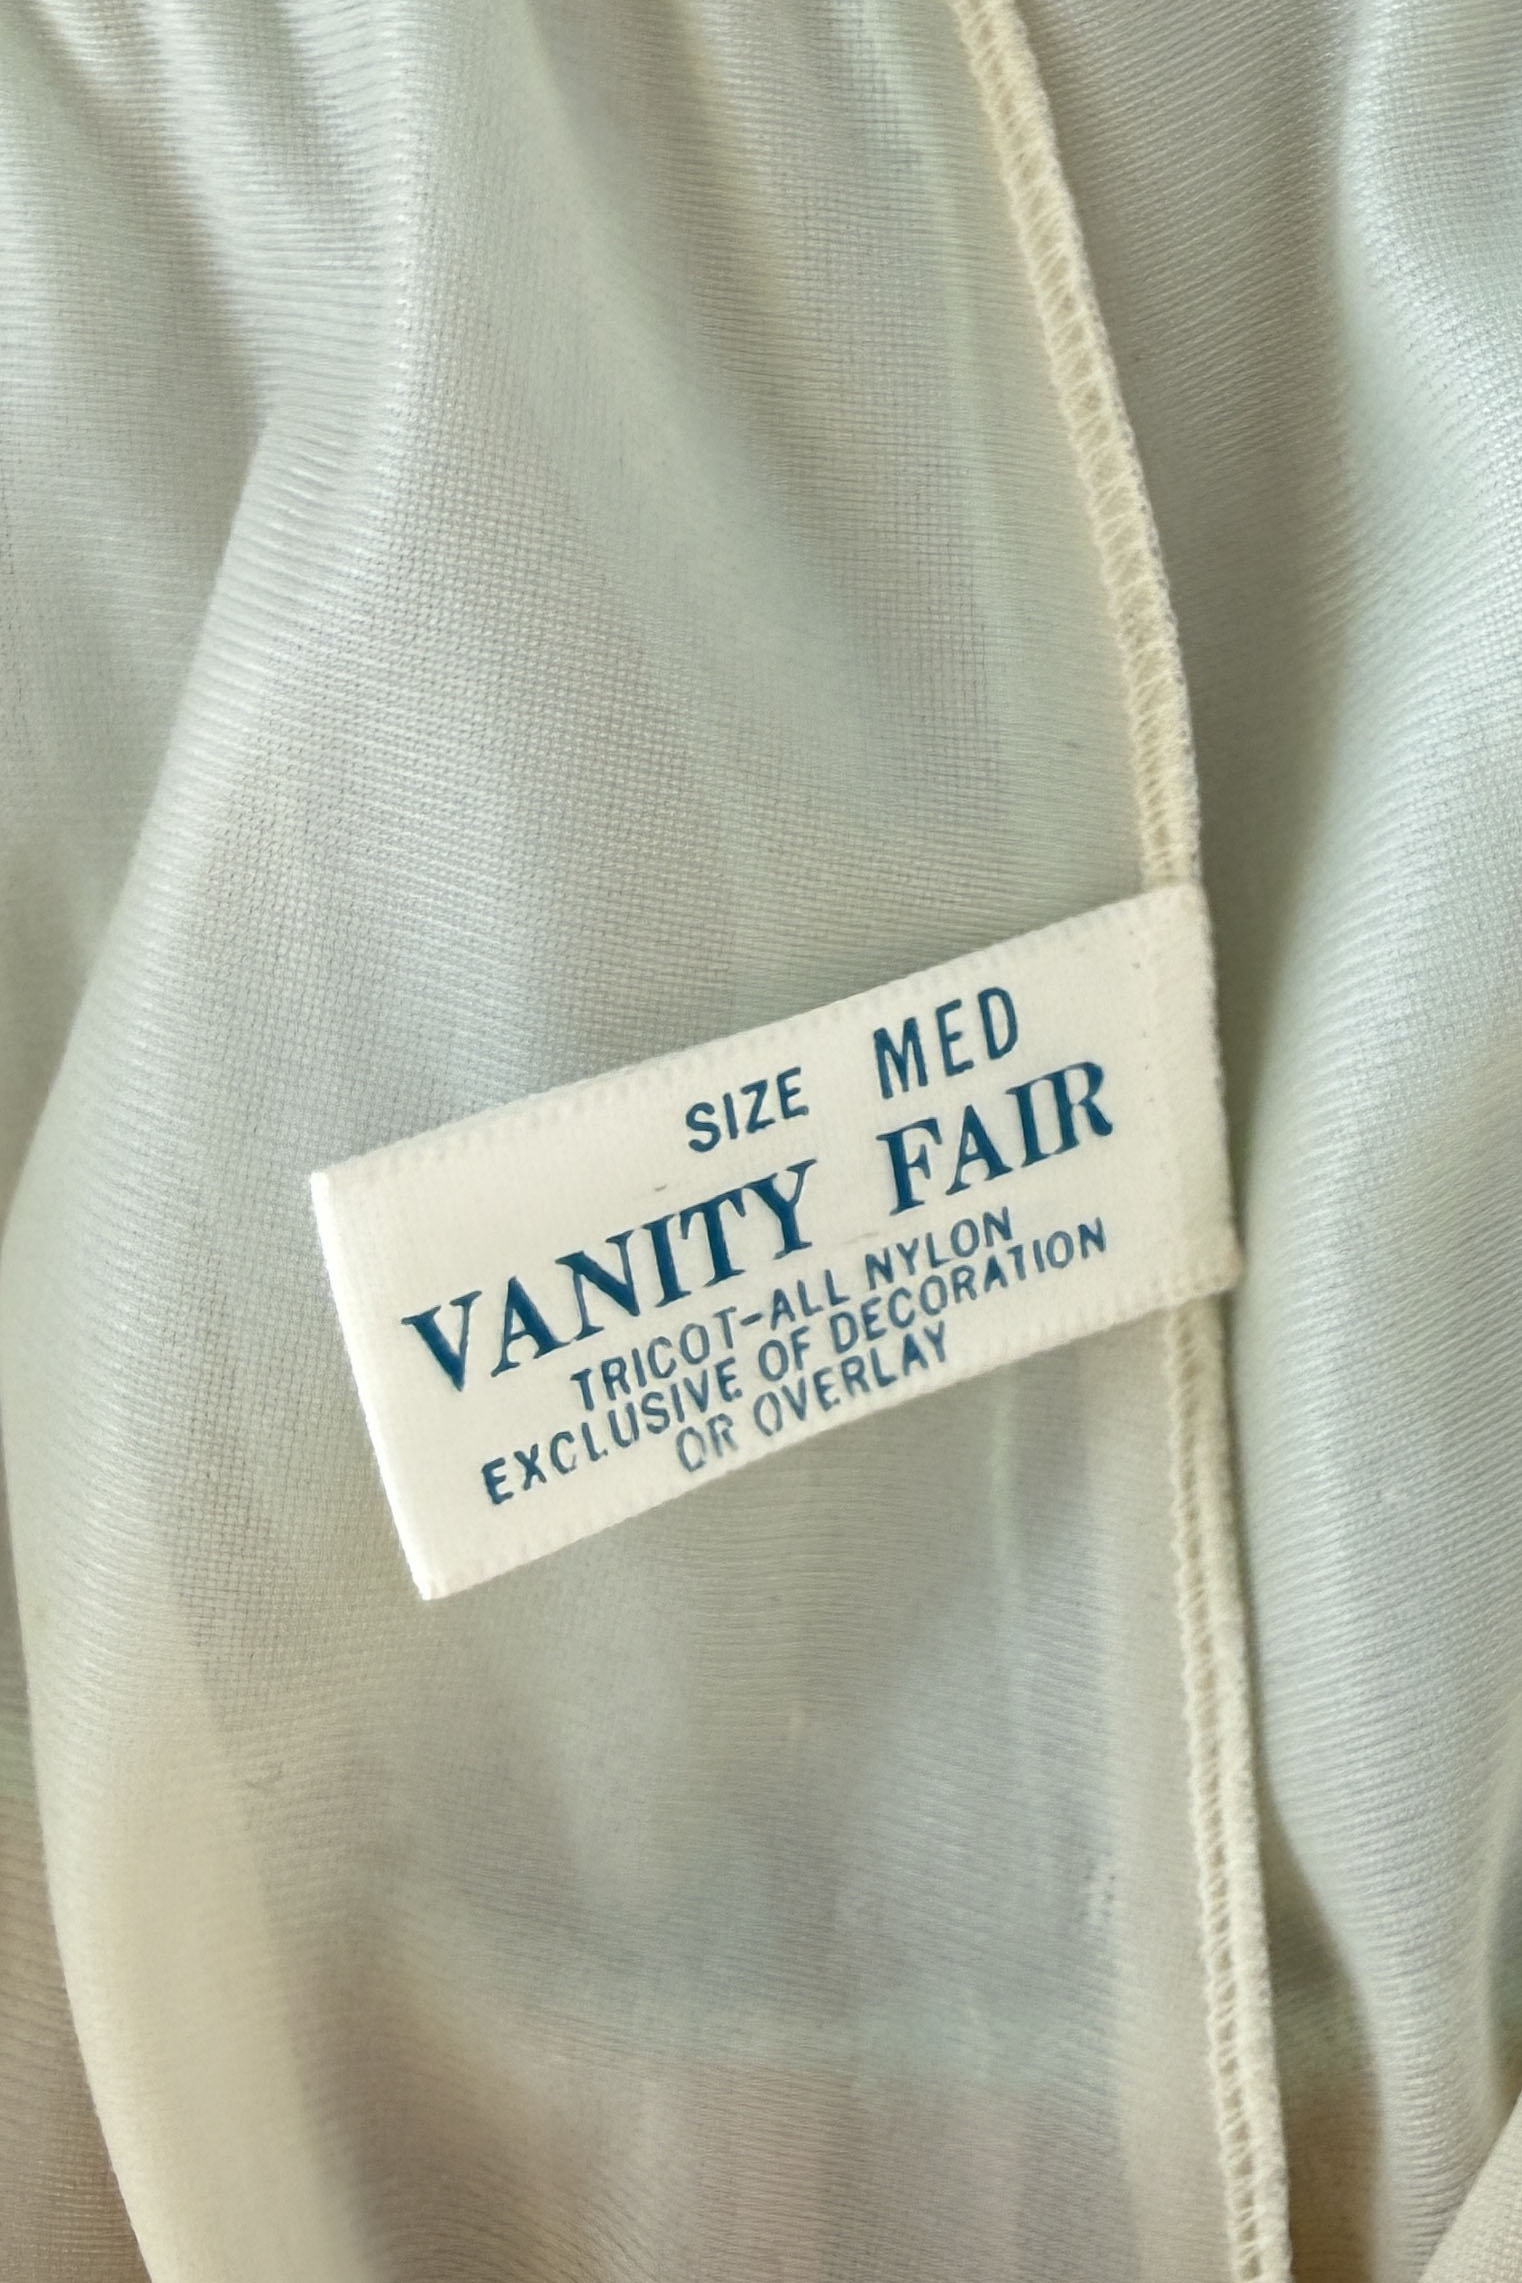 SIZE MED
VANITY FAIR
TRICOT-ALL NYLON
EXCLUSIVE OF DECORATION
OR OVERLAY